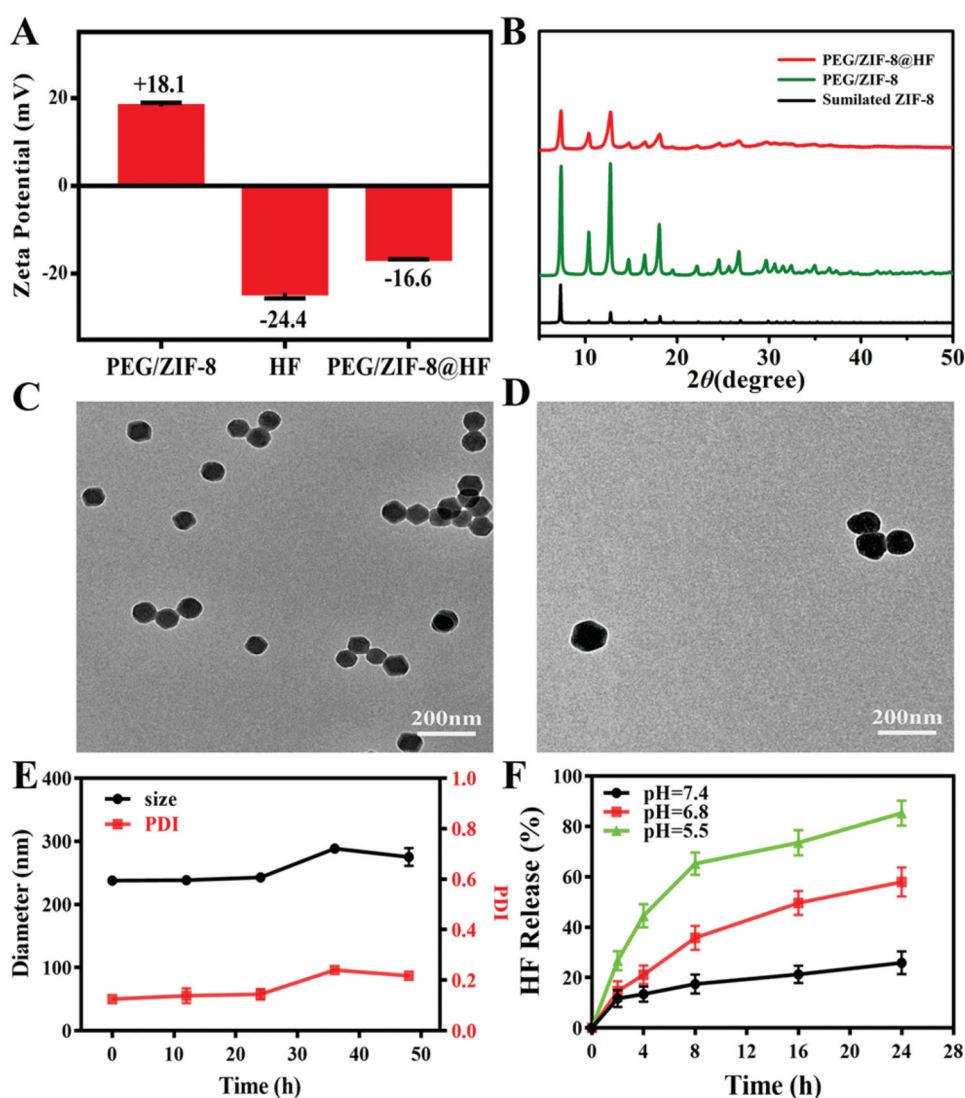 A
Zeta Potential (mV)
20
0
-20
+18.1
-24.4
-16.6
PEG/ZIF-8 HF PEG/ZIF-8@HF
B
PEG/ZIF-8@HF
PEG/ZIF-8
Sumilated ZIF-8
10 20 30 40 50
2θ(degree)
C
200nm
D
200nm
E
400
300
200
100
0
Diameter (nm)
size
PDI
1.0
0.8
0.6
0.4
0.2
0.0
PDI
0 10 20 30 40 50
Time (h)
F
100
80
60
40
20
0
HF Release (%)
pH=7.4
pH=6.8
pH=5.5
0 4 8 12 16 20 24 28
Time (h)